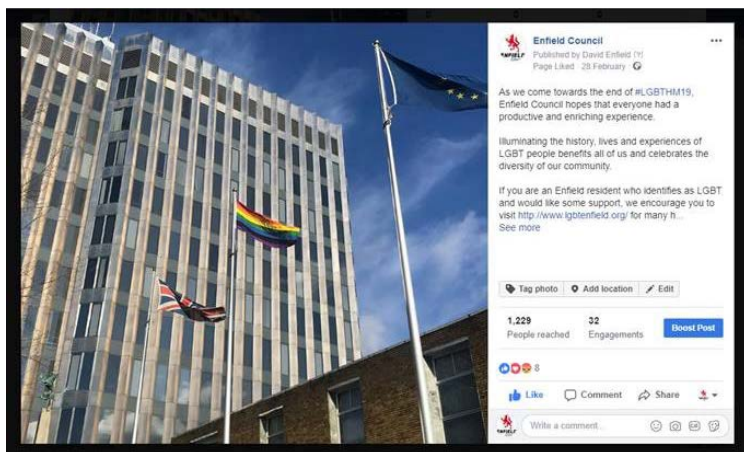 Enfield Council
Published by David Enfield [?]
Page Liked · 28 February ·
As we come towards the end of #LGBTHM19,
Enfield Council hopes that everyone had a
productive and enriching experience.
Illuminating the history, lives and experiences of
LGBT people benefits all of us and celebrates the
diversity of our community.
If you are an Enfield resident who identifies as LGBT
and would like some support, we encourage you to
visit http://www.lgbtenfield.org/ for many h...
See more
Tag photo Add location Edit
1,229 32
People reached Engagements Boost Post
8
Like Comment Share
Write a comment...
GIF